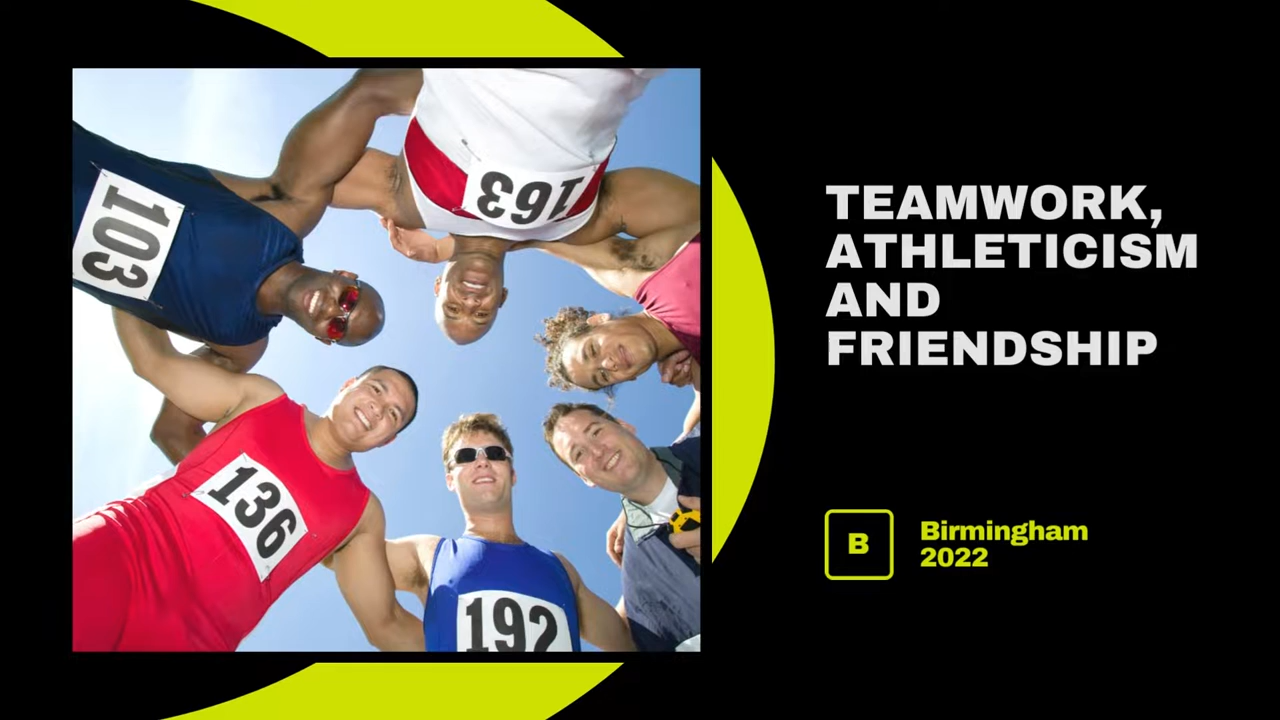 103
163
136
192
TEAMWORK,
ATHLETICISM
AND
FRIENDSHIP
B
Birmingham
2022